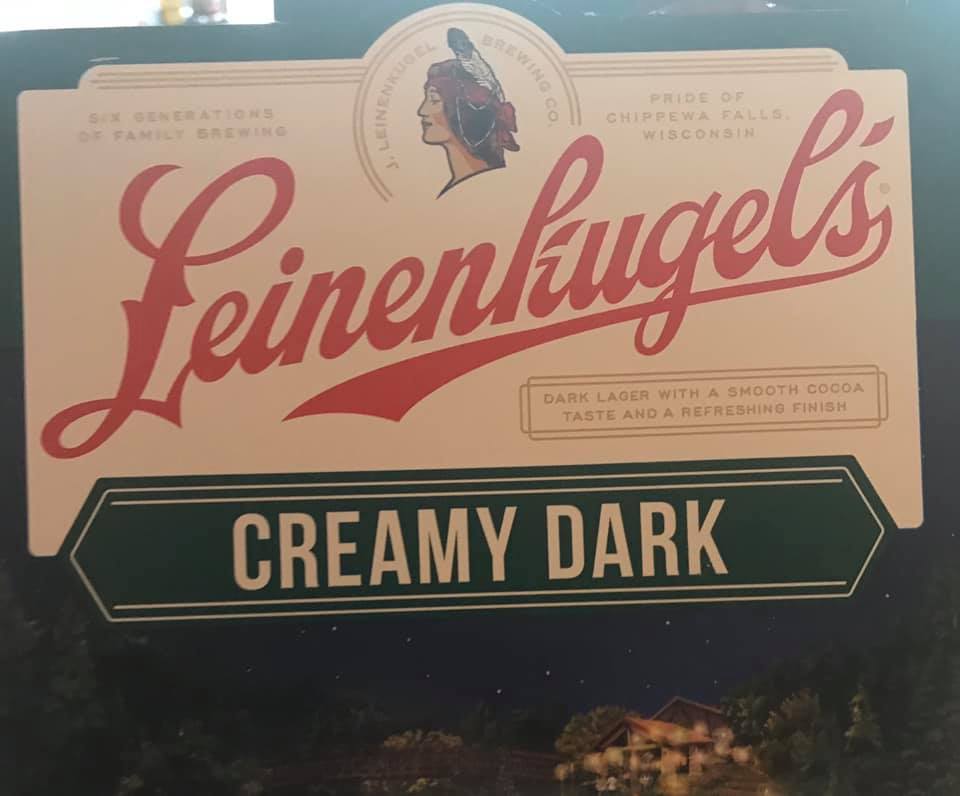 J. LEINENKUGEL BREWING CO.
SIX GENERATIONS
OF FAMILY BREWING
PRIDE OF
CHIPPEWA FALLS,
WISCONSIN
Leinenkugel's®
DARK LAGER WITH A SMOOTH COCOA
TASTE AND A REFRESHING FINISH
CREAMY DARK